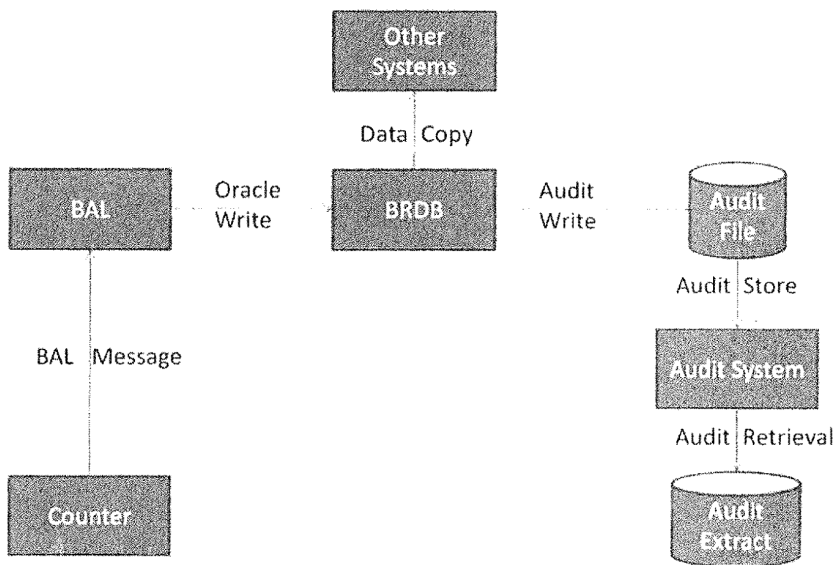 Other
Systems
Data Copy
BAL
Oracle
Write
BRDB
Audit
Write
Audit
File
Audit Store
BAL Message
Audit System
Audit Retrieval
Counter
Audit
Extract